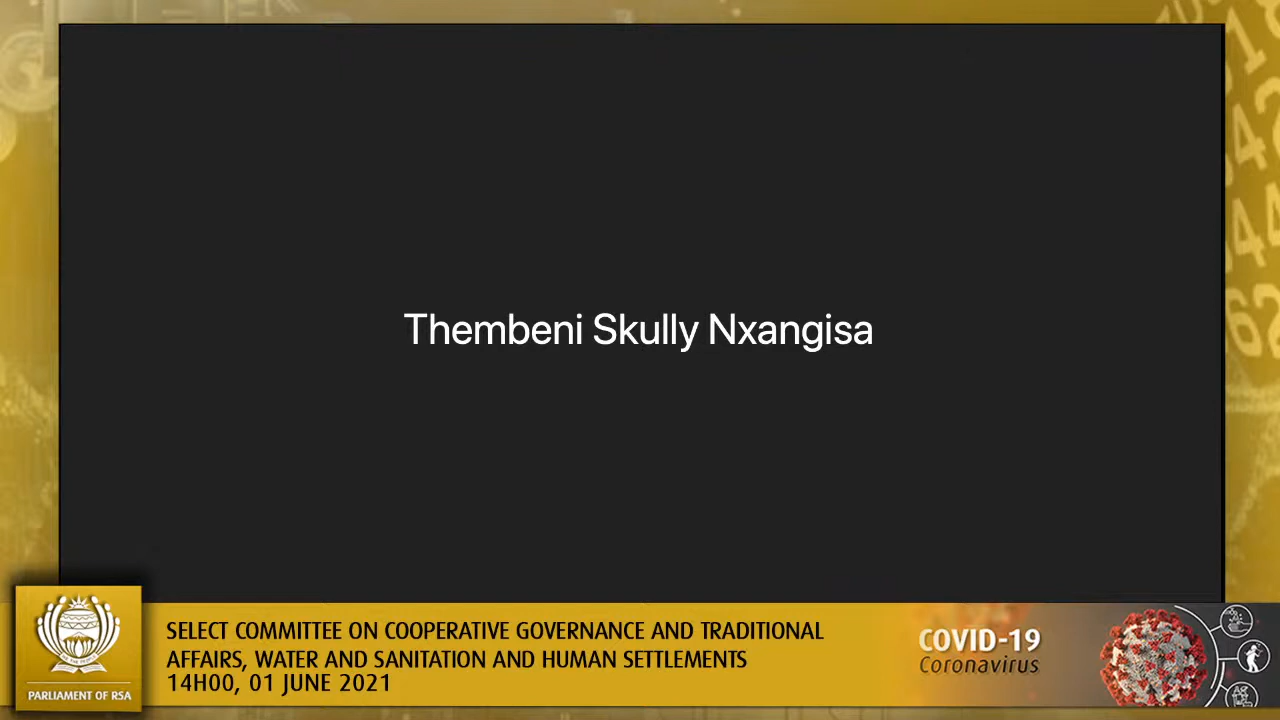 Thembeni Skully Nxangisa
SELECT COMMITTEE ON COOPERATIVE GOVERNANCE AND TRADITIONAL
AFFAIRS, WATER AND SANITATION AND HUMAN SETTLEMENTS
14H00, 01 JUNE 2021
PARLIAMENT OF RSA
COVID-19
Coronavirus